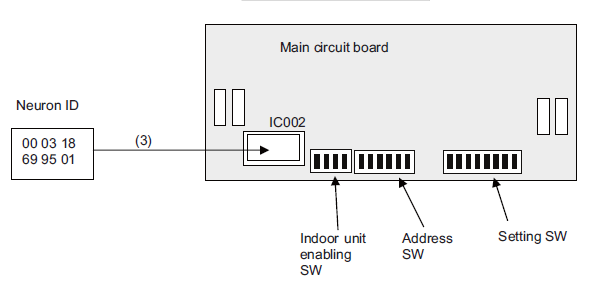 Main circuit board
Neuron ID
IC002
00 03 18
69 95 01
(3)
Indoor unit
enabling
SW
Address
SW
Setting SW